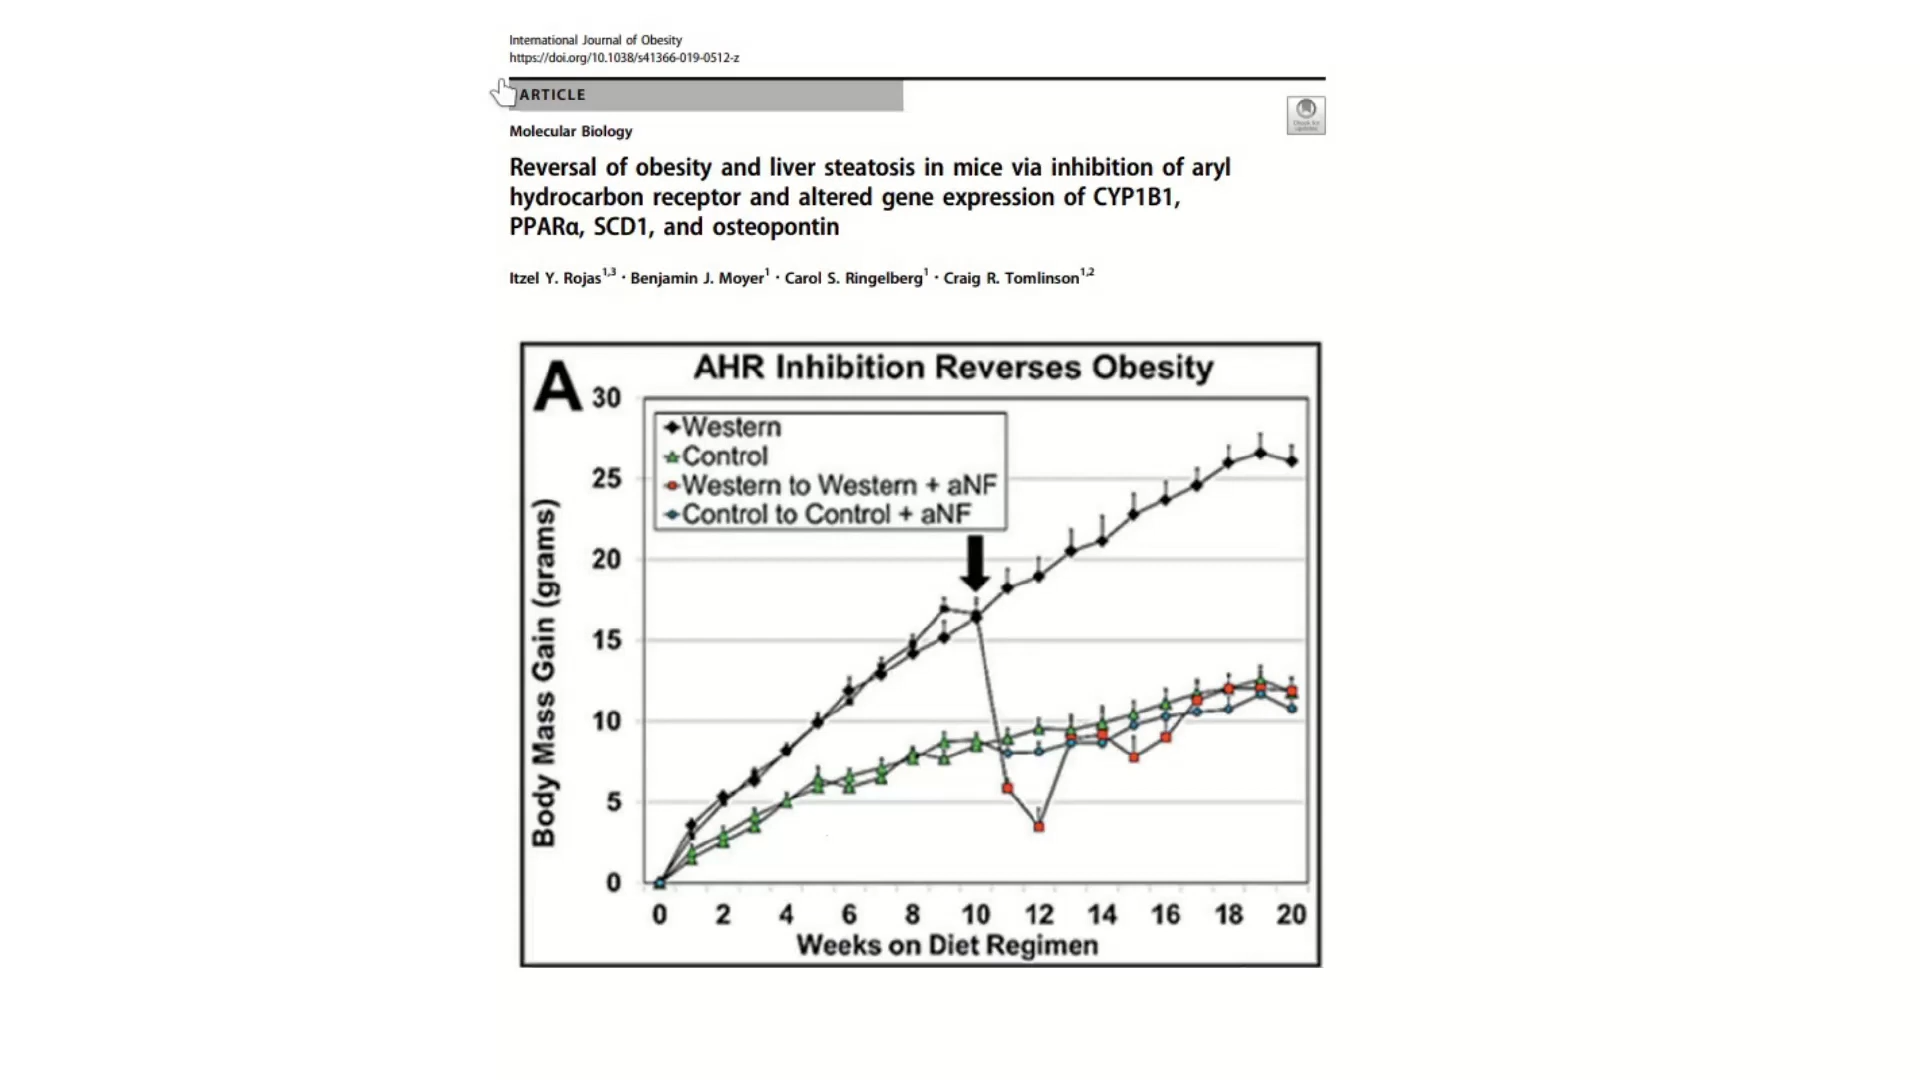 International Journal of Obesity
https://doi.org/10.1038/s41366-019-0512-z
ARTICLE
Check for
updates
Molecular Biology
Reversal of obesity and liver steatosis in mice via inhibition of aryl
hydrocarbon receptor and altered gene expression of CYP1B1,
PPARα, SCD1, and osteopontin
Itzel Y. Rojas1,3 · Benjamin J. Moyer1 · Carol S. Ringelberg1 · Craig R. Tomlinson1,2
A
AHR Inhibition Reverses Obesity
30
25
20
15
10
5
0
Body Mass Gain (grams)
Western
Control
Western to Western + aNF
Control to Control + aNF
0 2 4 6 8 10 12 14 16 18 20
Weeks on Diet Regimen